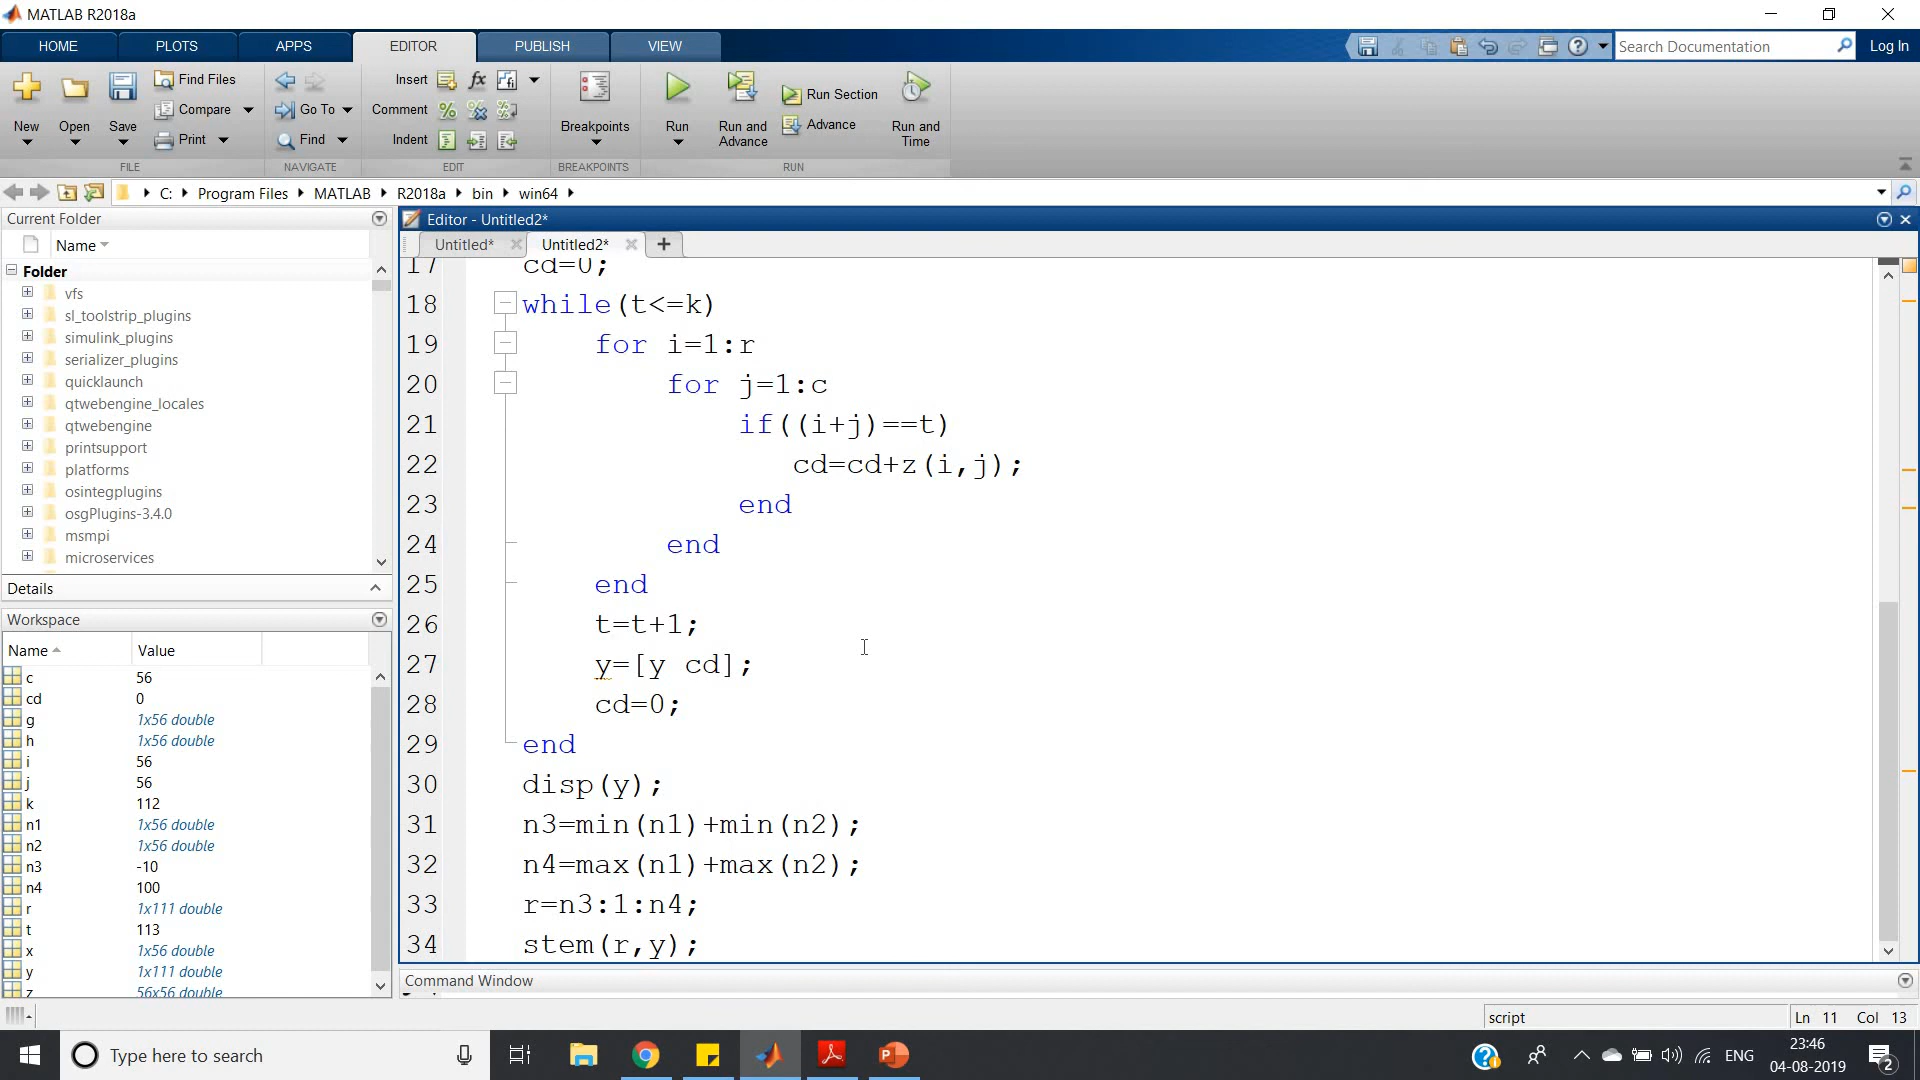 MATLAB R2018a
HOME PLOTS APPS EDITOR PUBLISH VIEW
Search Documentation Log In
New Open Save
Find Files
Compare
Print
FILE
Go To
Find
NAVIGATE
Insert
Comment
Indent
EDIT
Breakpoints
BREAKPOINTS
Run
Run and Advance
Run Section
Advance
Run and Time
RUN
C: Program Files MATLAB R2018a bin win64
Current Folder
Name
Folder
vfs
sl_toolstrip_plugins
simulink_plugins
serializer_plugins
quicklaunch
qtwebengine_locales
qtwebengine
printsupport
platforms
osintegplugins
osgPlugins-3.4.0
msmpi
microservices
Details
Workspace
Name Value
c 56
cd 0
g 1x56 double
h 1x56 double
i 56
j 56
k 112
n1 1x56 double
n2 1x56 double
n3 -10
n4 100
r 1x111 double
t 113
x 1x56 double
y 1x111 double
z 56x56 double
Editor - Untitled2*
Untitled* Untitled2*
17 cd=0;
18 while(t<=k)
19 for i=1:r
20 for j=1:c
21 if((i+j)==t)
22 cd=cd+z(i,j);
23 end
24 end
25 end
26 t=t+1;
27 y=[y cd];
28 cd=0;
29 end
30 disp(y);
31 n3=min(n1)+min(n2);
32 n4=max(n1)+max(n2);
33 r=n3:1:n4;
34 stem(r,y);
Command Window
script Ln 11 Col 13
Type here to search
ENG
23:46
04-08-2019
2